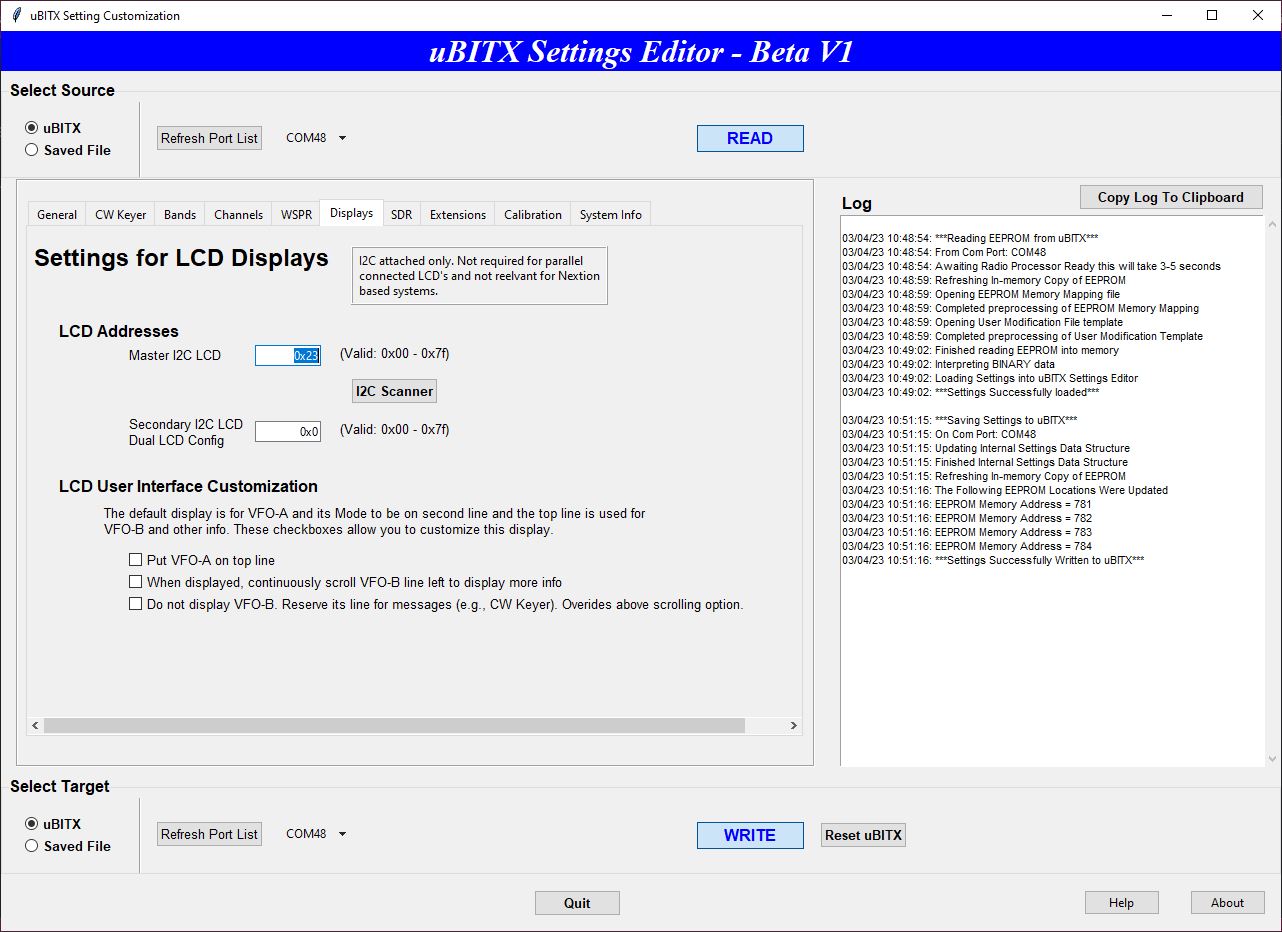 uBITX Setting Customization
uBITX Settings Editor - Beta V1
Select Source
uBITX
Saved File
Refresh Port List
COM48
READ
General
CW Keyer
Bands
Channels
WSPR
Displays
SDR
Extensions
Calibration
System Info
Settings for LCD Displays
I2C attached only. Not required for parallel
connected LCD's and not reelvant for Nextion
based systems.
LCD Addresses
Master I2C LCD
0x23
(Valid: 0x00 - 0x7f)
I2C Scanner
Secondary I2C LCD
Dual LCD Config
0x0
(Valid: 0x00 - 0x7f)
LCD User Interface Customization
The default display is for VFO-A and its Mode to be on second line and the top line is used for
VFO-B and other info. These checkboxes allow you to customize this display.
Put VFO-A on top line
When displayed, continuously scroll VFO-B line left to display more info
Do not display VFO-B. Reserve its line for messages (e.g., CW Keyer). Overides above scrolling option.
Log
Copy Log To Clipboard
03/04/23 10:48:54: ***Reading EEPROM from uBITX***
03/04/23 10:48:54: From Com Port: COM48
03/04/23 10:48:54: Awaiting Radio Processor Ready this will take 3-5 seconds
03/04/23 10:48:59: Refreshing In-memory Copy of EEPROM
03/04/23 10:48:59: Opening EEPROM Memory Mapping file
03/04/23 10:48:59: Completed preprocessing of EEPROM Memory Mapping
03/04/23 10:48:59: Opening User Modification File template
03/04/23 10:48:59: Completed preprocessing of User Modification Template
03/04/23 10:49:02: Finished reading EEPROM into memory
03/04/23 10:49:02: Interpreting BINARY data
03/04/23 10:49:02: Loading Settings into uBITX Settings Editor
03/04/23 10:49:02: ***Settings Successfully loaded***
03/04/23 10:51:15: ***Saving Settings to uBITX***
03/04/23 10:51:15: On Com Port: COM48
03/04/23 10:51:15: Updating Internal Settings Data Structure
03/04/23 10:51:15: Finished Internal Settings Data Structure
03/04/23 10:51:15: Refreshing In-memory Copy of EEPROM
03/04/23 10:51:16: The Following EEPROM Locations Were Updated
03/04/23 10:51:16: EEPROM Memory Address = 781
03/04/23 10:51:16: EEPROM Memory Address = 782
03/04/23 10:51:16: EEPROM Memory Address = 783
03/04/23 10:51:16: EEPROM Memory Address = 784
03/04/23 10:51:16: ***Settings Successfully Written to uBITX***
Select Target
uBITX
Saved File
Refresh Port List
COM48
WRITE
Reset uBITX
Quit
Help
About